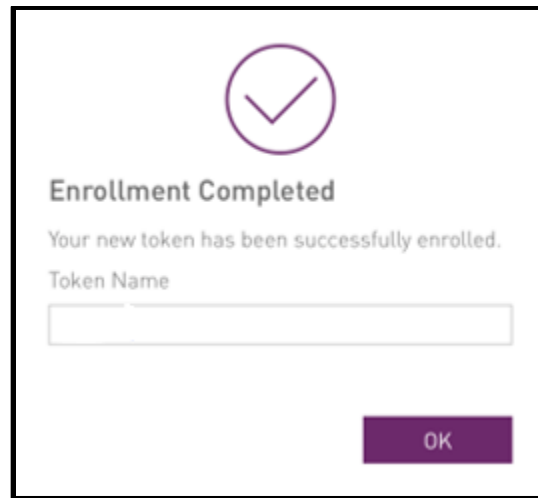 Enrollment Completed
Your new token has been successfully enrolled.
Token Name
OK